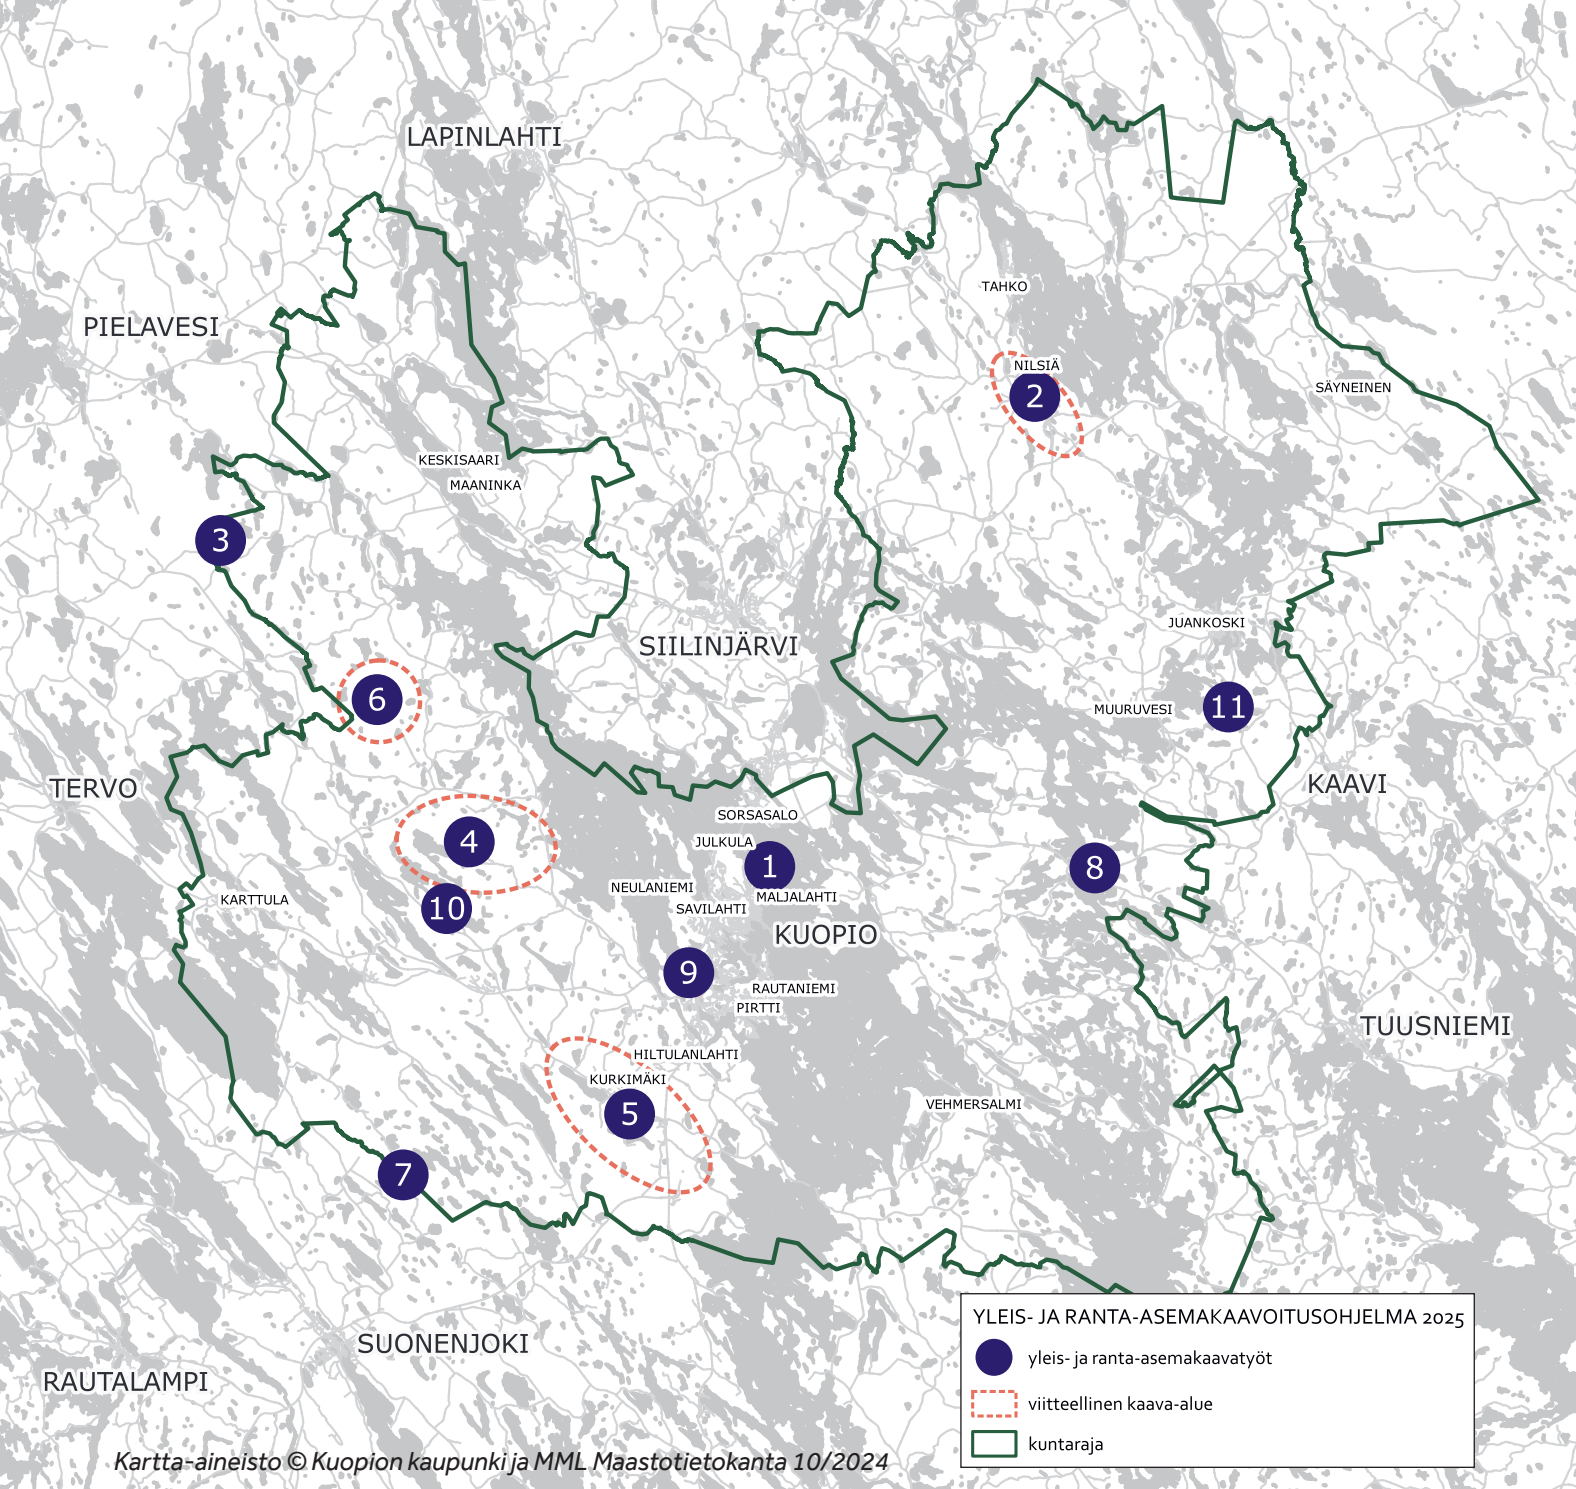 LAPINLAHTI
TAHKO
PIELAVESI
NILSIÄ
2
SÄYNEINEN
KESKISAARI
MAANINKA
3
JUANKOSKI
SIILINJÄRVI
6
MUURUVESI
11
TERVO
KAAVI
SORSASALO
4
JULKULA
1
8
NEULANIEMI
MALJALAHTI
KARTTULA
10
SAVILAHTI
KUOPIO
9
RAUTANIEMI
PIRTTI
TUUSNIEMI
HILTULANLAHTI
KURKIMÄKI
5
VEHMERSALMI
7
SUONENJOKI
RAUTALAMPI
YLEIS- JA RANTA-ASEMAKAAVOITUSOHJELMA 2025
yleis- ja ranta-asemakaavatyöt
viitteellinen kaava-alue
kuntaraja
Kartta-aineisto © Kuopion kaupunki ja MML Maastotietokanta 10/2024